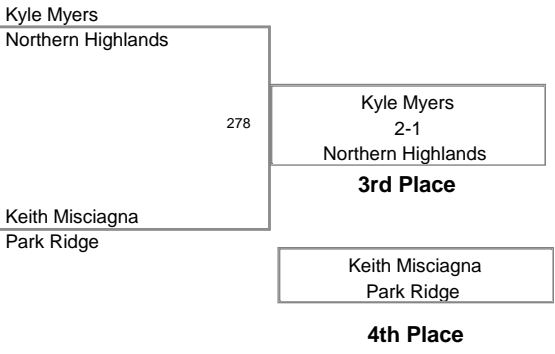 Kyle Myers
Northern Highlands
278
Kyle Myers
2-1
Northern Highlands
3rd Place
Keith Misciagna
Park Ridge
Keith Misciagna
Park Ridge
4th Place